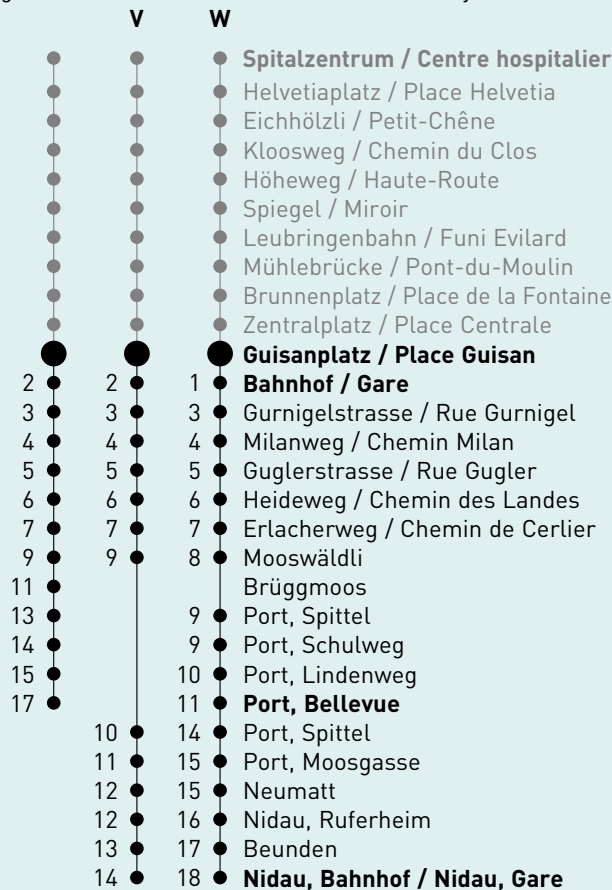 V W
Spitalzentrum / Centre hospitalier
Helvetiaplatz / Place Helvetia
Eichhölzli / Petit-Chêne
Kloosweg / Chemin du Clos
Höheweg / Haute-Route
Spiegel / Miroir
Leubringenbahn / Funi Evilard
Mühlebrücke / Pont-du-Moulin
Brunnenplatz / Place de la Fontaine
Zentralplatz / Place Centrale
Guisanplatz / Place Guisan
2 2 1 Bahnhof / Gare
3 3 3 Gurnigelstrasse / Rue Gurnigel
4 4 4 Milanweg / Chemin Milan
5 5 5 Guglerstrasse / Rue Gugler
6 6 6 Heideweg / Chemin des Landes
7 7 7 Erlacherweg / Chemin de Cerlier
9 9 8 Mooswäldli
11 Brüggmoos
13 9 Port, Spittel
14 9 Port, Schulweg
15 10 Port, Lindenweg
17 11 Port, Bellevue
10 14 Port, Spittel
11 15 Port, Moosgasse
12 15 Neumatt
12 16 Nidau, Ruferheim
13 17 Beunden
14 18 Nidau, Bahnhof / Nidau, Gare